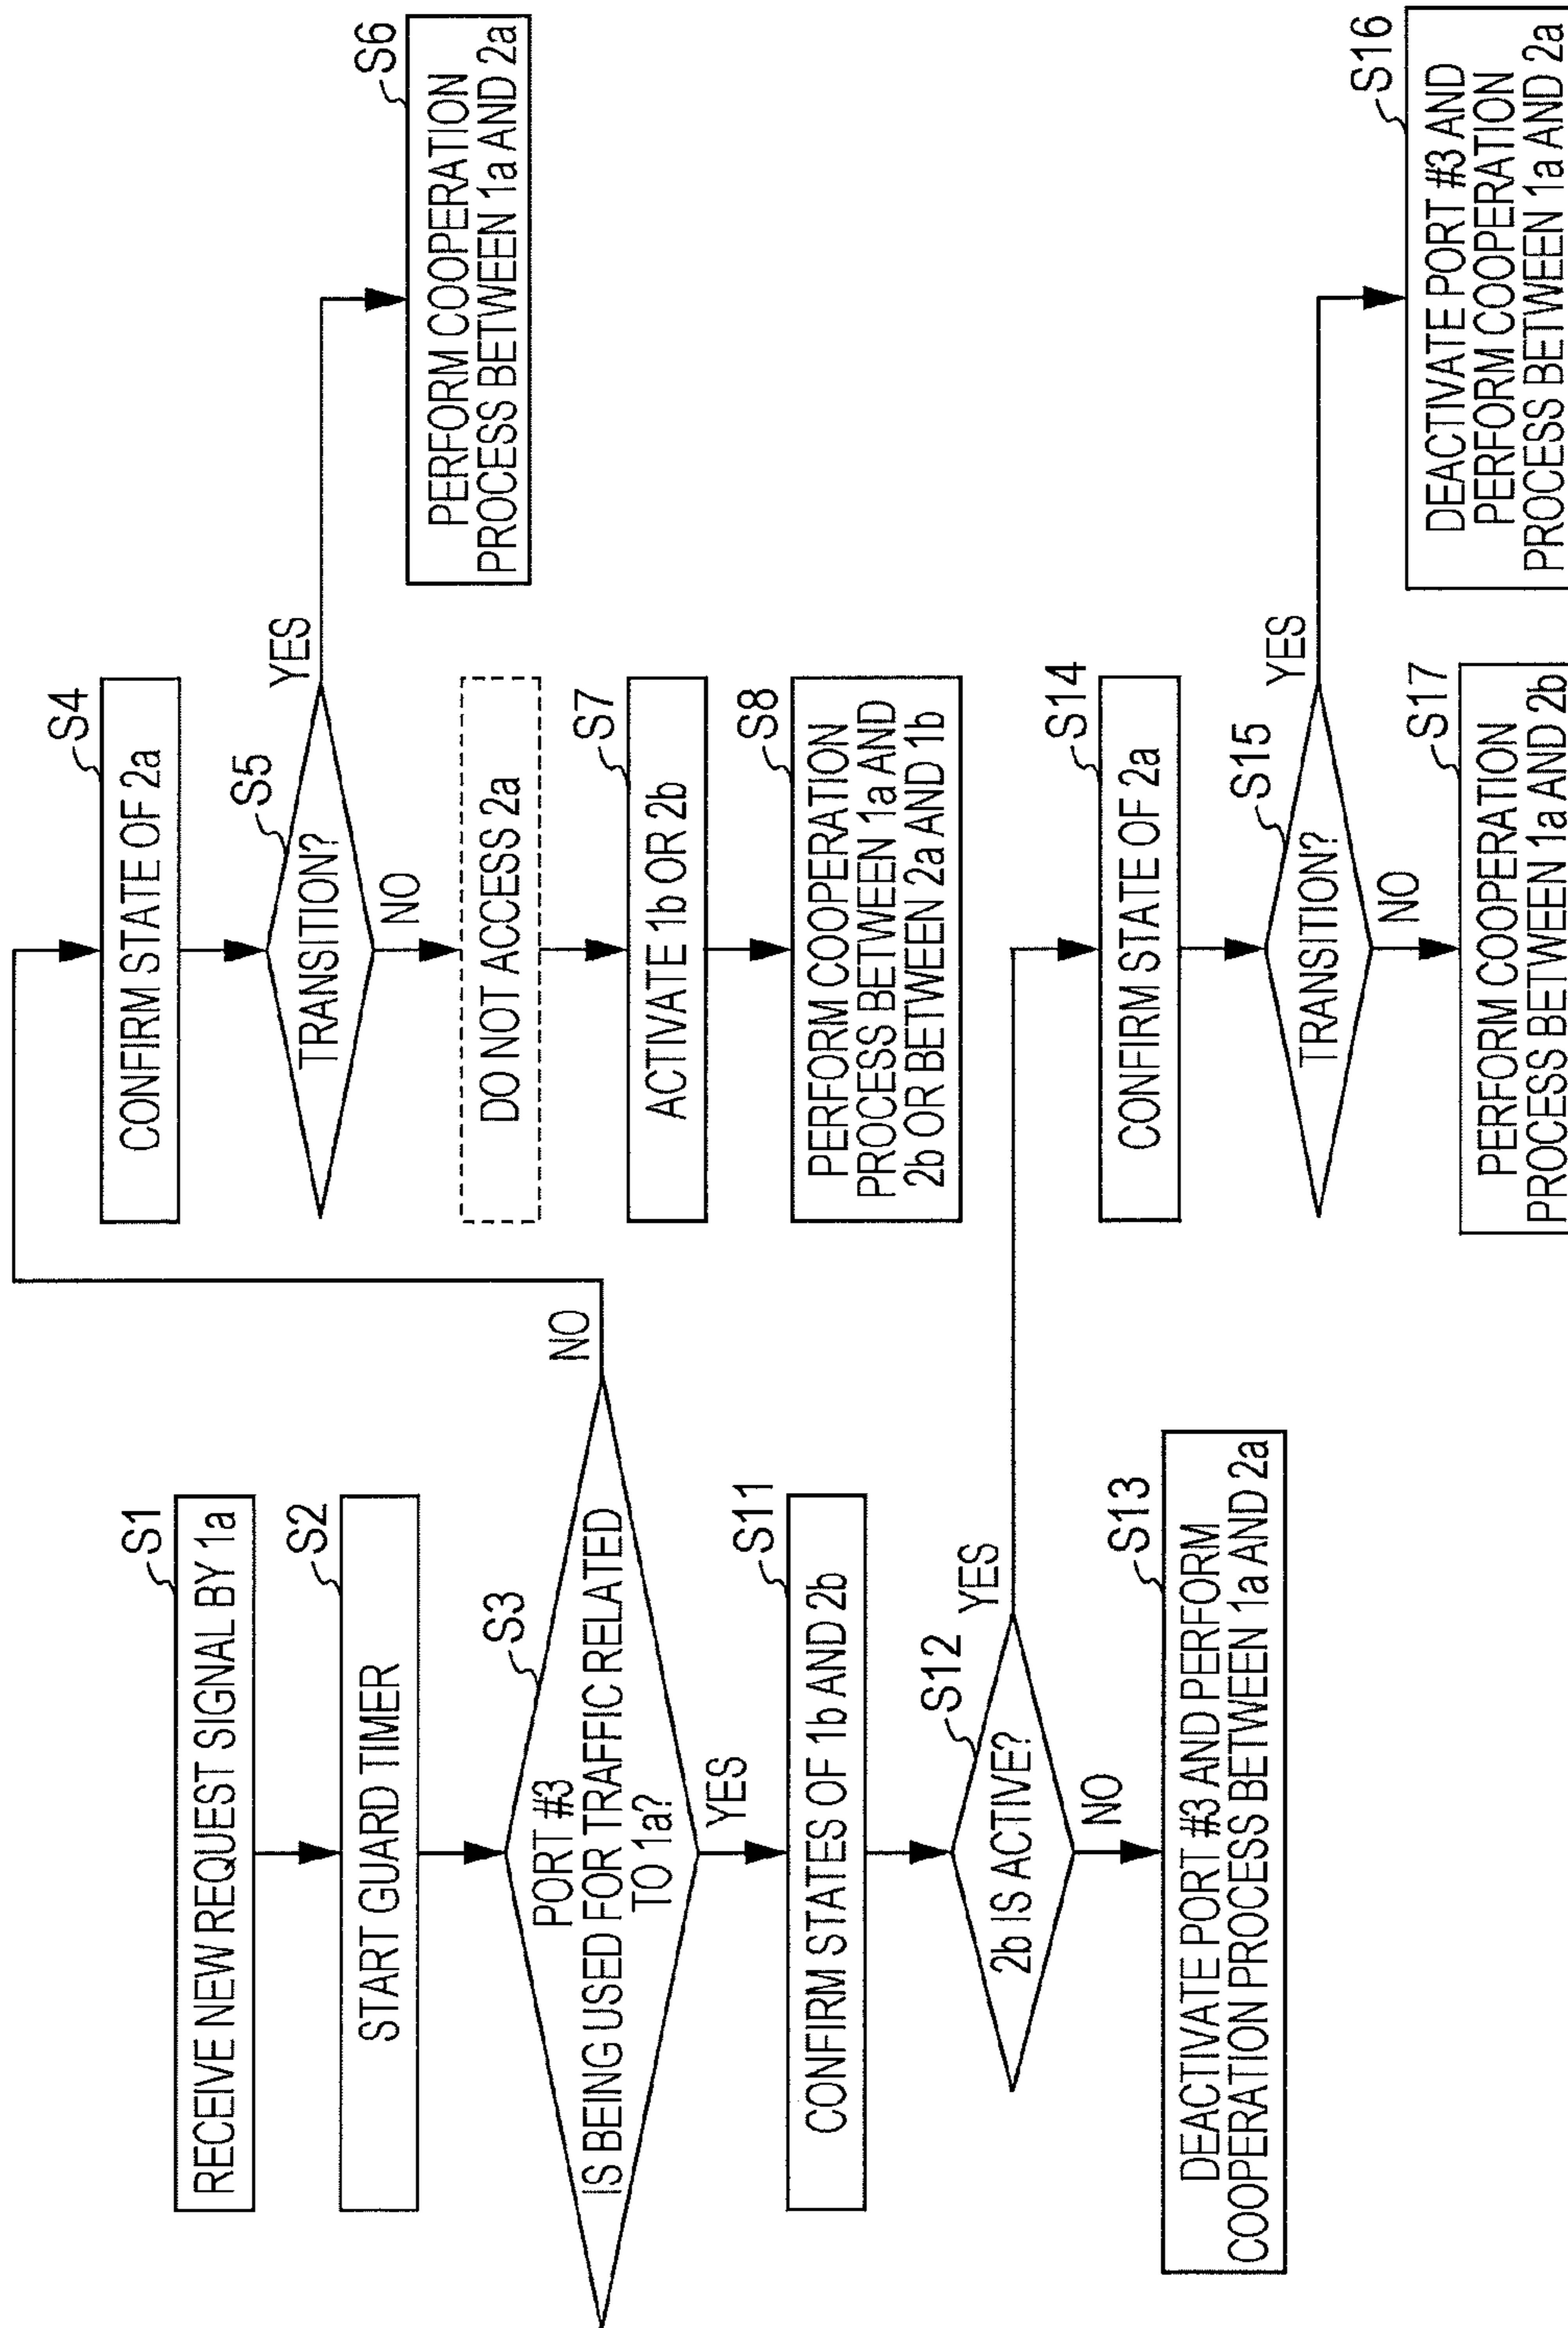 S1
RECEIVE NEW REQUEST SIGNAL BY 1a
S2
START GUARD TIMER
S3
PORT #3
IS BEING USED FOR TRAFFIC RELATED
TO 1a?
NO
YES
S11
CONFIRM STATES OF 1b AND 2b
S12
2b IS ACTIVE?
YES
NO
S13
DEACTIVATE PORT #3 AND PERFORM
COOPERATION PROCESS BETWEEN 1a AND 2a
S4
CONFIRM STATE OF 2a
S5
TRANSITION?
YES
NO
DO NOT ACCESS 2a
S7
ACTIVATE 1b OR 2b
S8
PERFORM COOPERATION
PROCESS BETWEEN 1a AND
2b OR BETWEEN 2a AND 1b
S6
PERFORM COOPERATION
PROCESS BETWEEN 1a AND 2a
S14
CONFIRM STATE OF 2a
S15
TRANSITION?
YES
NO
S17
PERFORM COOPERATION
PROCESS BETWEEN 1a AND 2b
S16
DEACTIVATE PORT #3 AND
PERFORM COOPERATION
PROCESS BETWEEN 1a AND 2a